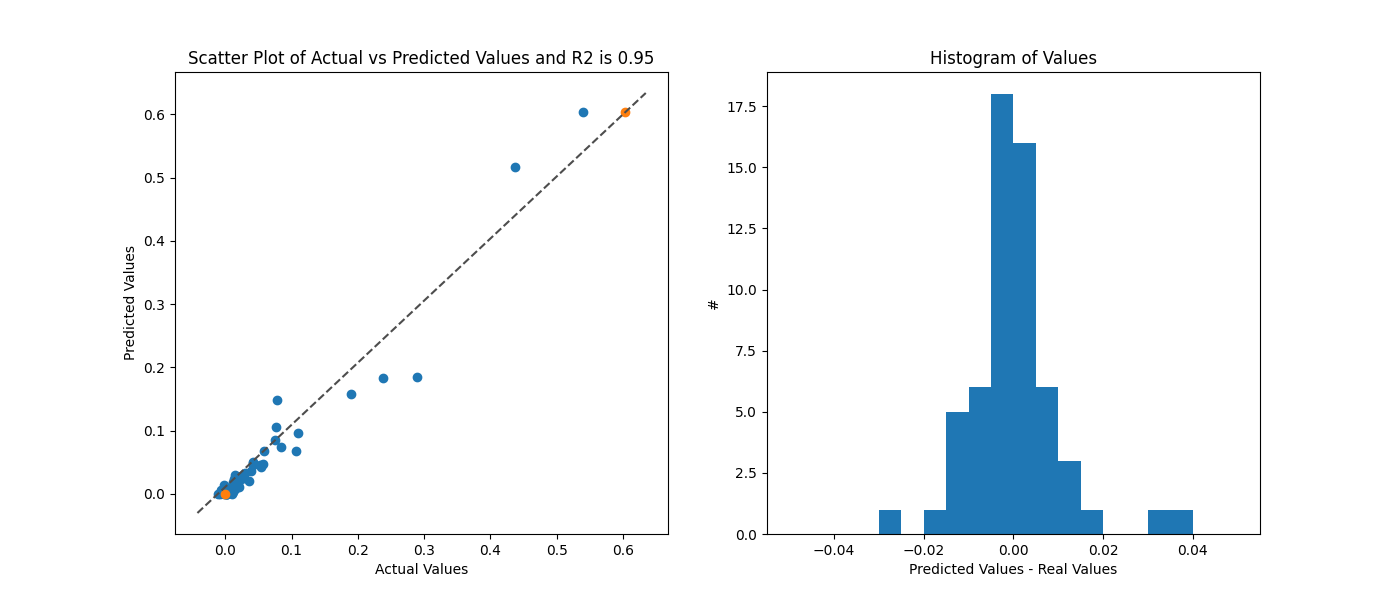 Scatter Plot of Actual vs Predicted Values and R2 is 0.95
0.6
0.5
0.4
0.3
0.2
0.1
0.0
Predicted Values
0.0 0.1 0.2 0.3 0.4 0.5 0.6
Actual Values
Histogram of Values
17.5
15.0
12.5
10.0
7.5
5.0
2.5
0.0
#
−0.04 −0.02 0.00 0.02 0.04
Predicted Values - Real Values